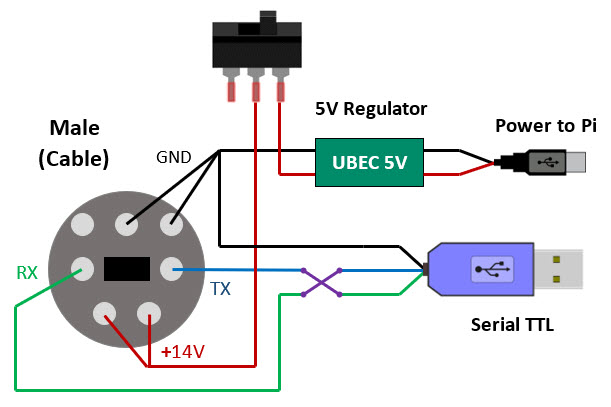 5V Regulator
Power to Pi
Male
(Cable)
GND
UBEC 5V
RX
TX
+14V
Serial TTL